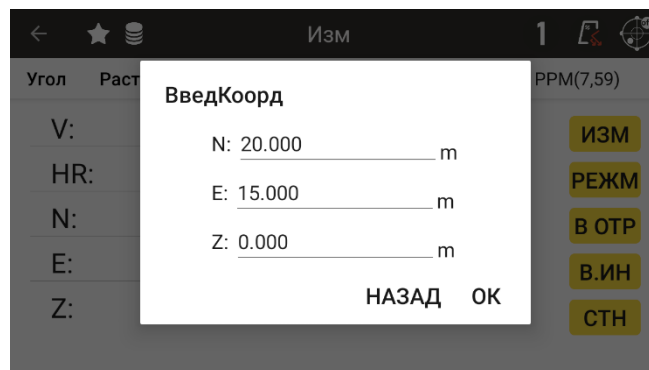 Изм 1
Угол Раст PPM(7,59)
ВведКоорд
V: ИЗМ
N: 20.000 m
HR: РЕЖМ
E: 15.000 m
N: В ОТР
Z: 0.000 m
E: В.ИН
НАЗАД ОК
Z: СТН